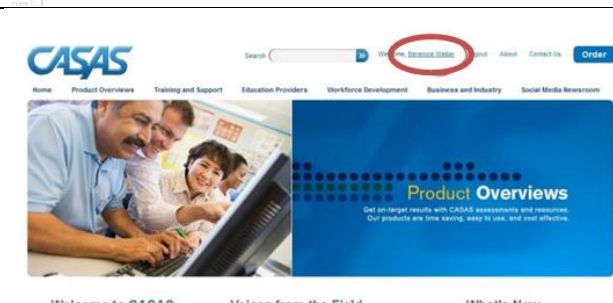 CASAS
Search
Welcome, Berenice Weber Logout About Contact Us Order
Home Product Overviews Training and Support Education Providers Workforce Development Business and Industry Social Media Newsroom
Product Overviews
Get on-target results with CASAS assessments and resources.
Our products are time saving, easy to use, and cost effective.
Welcome to CASAS Voices from the Field What's New